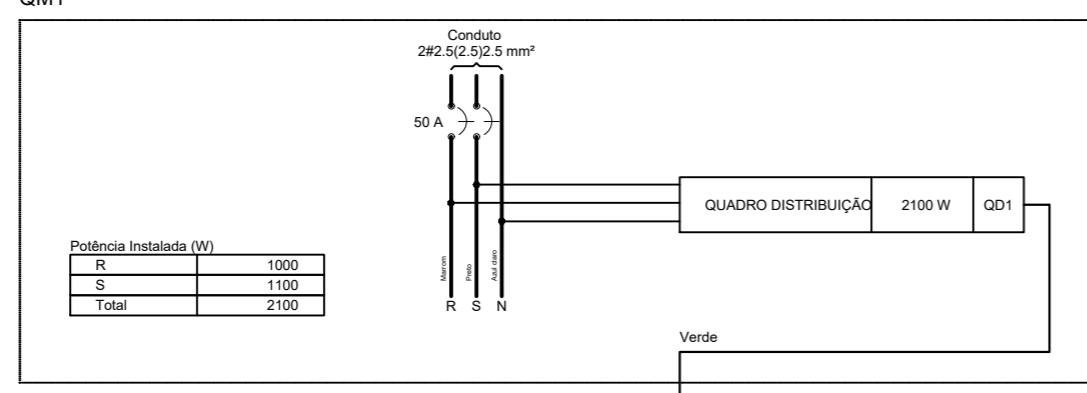 QM1
Conduto
2#2.5(2.5)2.5 mm²
50 A
QUADRO DISTRIBUIÇÃO 2100 W QD1
Potência Instalada (W)
R 1000
S 1100
Total 2100
Marrom
Preto
Azul claro
R S N
Verde